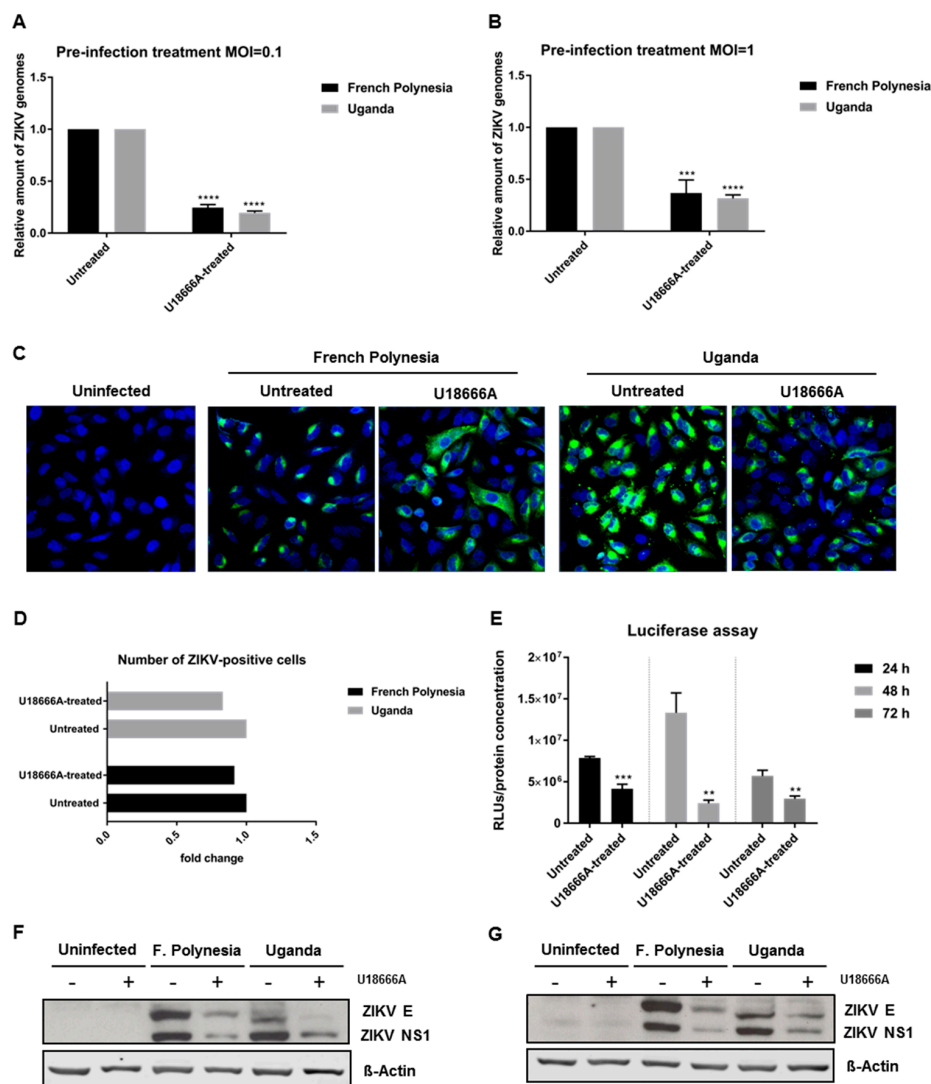 A
Pre-infection treatment MOI=0.1
Relative amount of ZIKV genomes
1.5
1.0
0.5
0.0
**** ****
Untreated
U18666A-treated
French Polynesia
Uganda
B
Pre-infection treatment MOI=1
Relative amount of ZIKV genomes
1.5
1.0
0.5
0.0
*** ****
Untreated
U18666A-treated
French Polynesia
Uganda
C
French Polynesia
Uganda
Uninfected
Untreated
U18666A
Untreated
U18666A
D
Number of ZIKV-positive cells
U18666A-treated
Untreated
U18666A-treated
Untreated
0.0 0.5 1.0 1.5
fold change
French Polynesia
Uganda
E
Luciferase assay
RLUs/protein concentration
2×10⁷
1.5×10⁷
1×10⁷
5×10⁶
0
*** ** **
Untreated
U18666A-treated
Untreated
U18666A-treated
Untreated
U18666A-treated
24 h
48 h
72 h
F
Uninfected F. Polynesia Uganda
- + - + - + U18666A
ZIKV E
ZIKV NS1
ß-Actin
G
Uninfected F. Polynesia Uganda
- + - + - + U18666A
ZIKV E
ZIKV NS1
ß-Actin